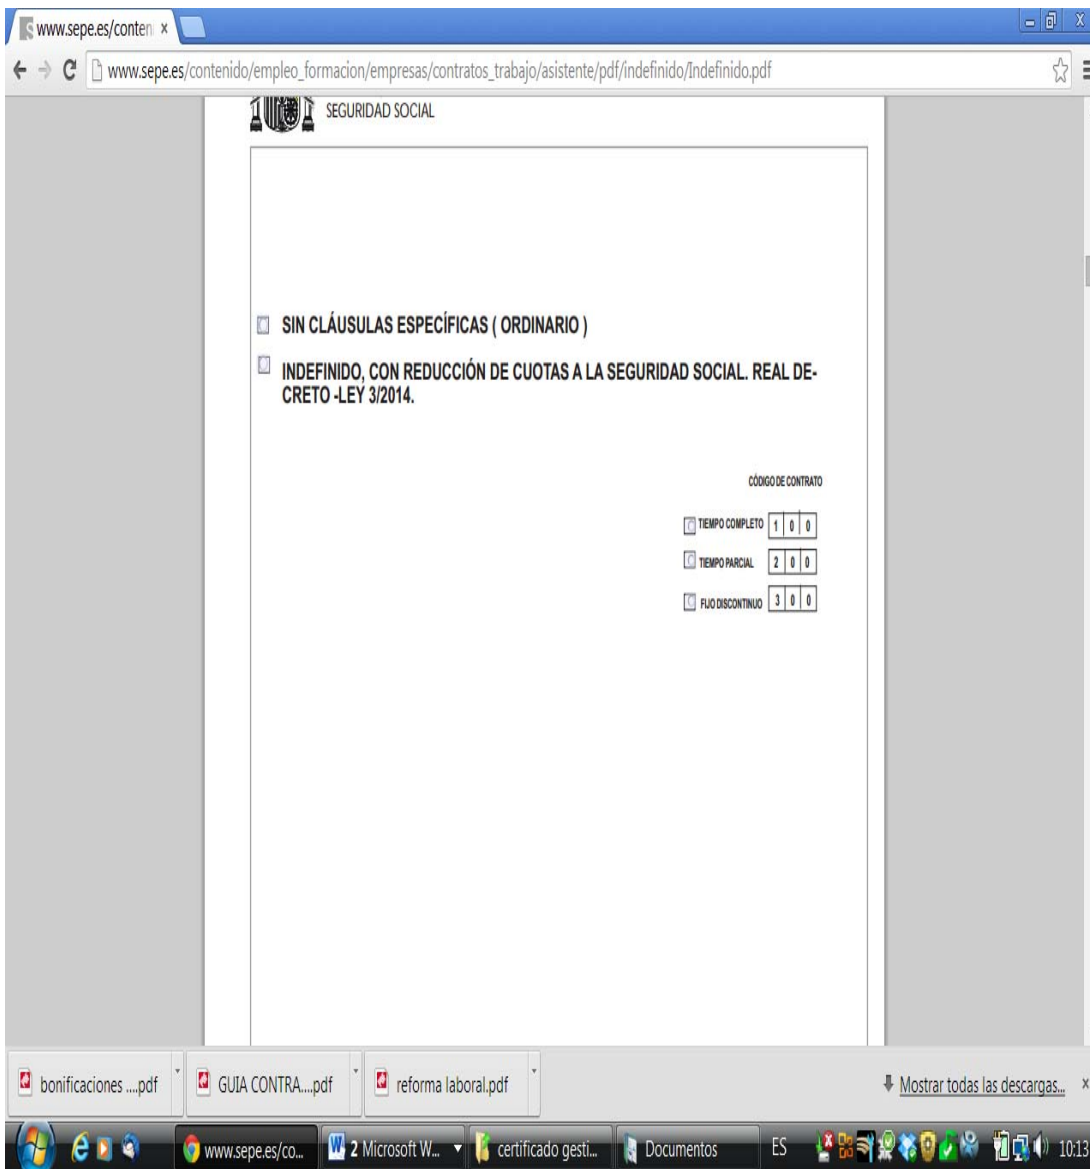 www.sepe.es/conten
www.sepe.es/contenido/empleo_formacion/empresas/contratos_trabajo/asistente/pdf/indefinido/Indefinido.pdf
SEGURIDAD SOCIAL
SIN CLÁUSULAS ESPECÍFICAS ( ORDINARIO )
INDEFINIDO, CON REDUCCIÓN DE CUOTAS A LA SEGURIDAD SOCIAL. REAL DE-
CRETO -LEY 3/2014.
CÓDIGO DE CONTRATO
TIEMPO COMPLETO 1 0 0
TIEMPO PARCIAL 2 0 0
FIJO DISCONTINUO 3 0 0
bonificaciones ....pdf GUIA CONTRA....pdf reforma laboral.pdf Mostrar todas las descargas...
www.sepe.es/co... 2 Microsoft W... certificado gesti... Documentos ES 10:13